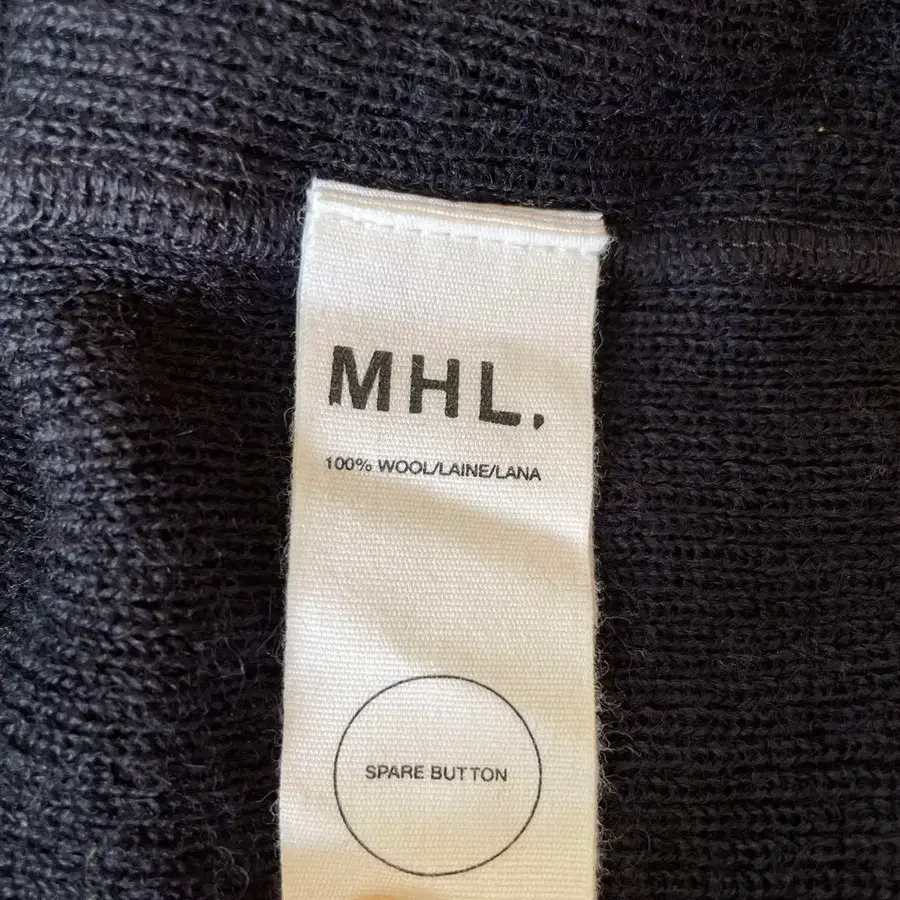 MHL.
100% WOOL/LAINE/LANA
SPARE BUTTON